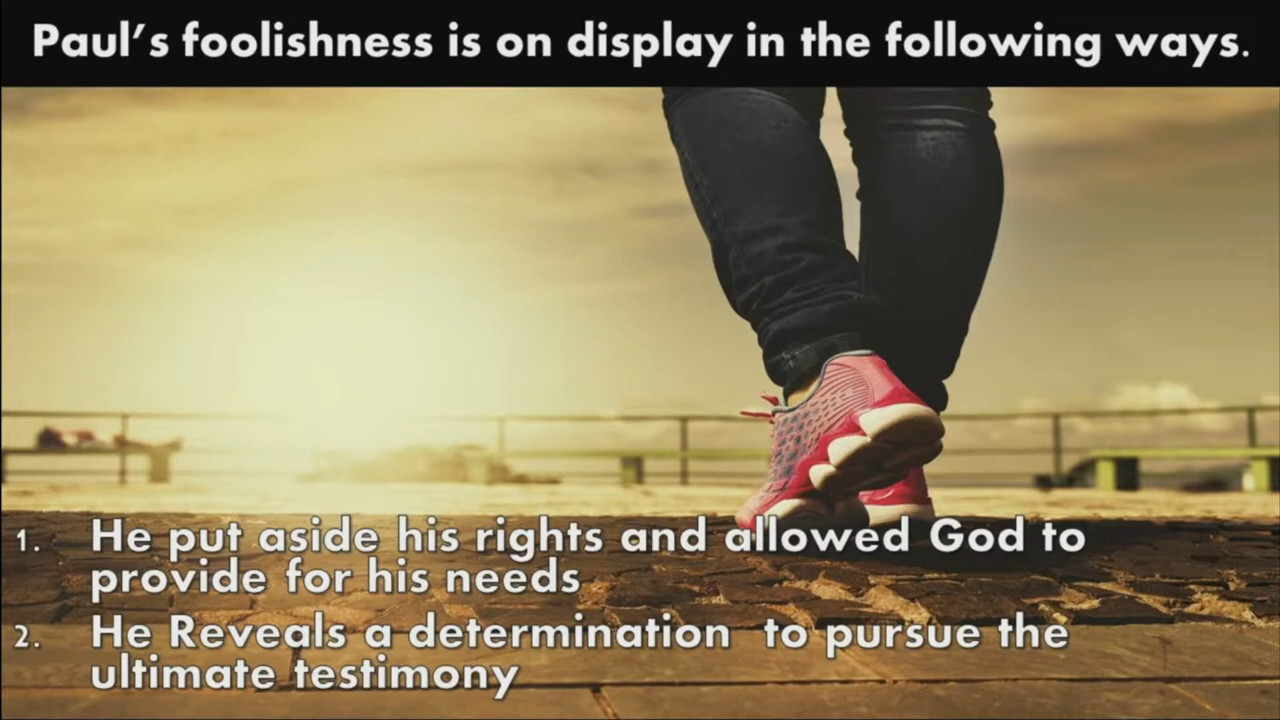 Paul's foolishness is on display in the following ways.
1. He put aside his rights and allowed God to
provide for his needs
2. He Reveals a determination to pursue the
ultimate testimony